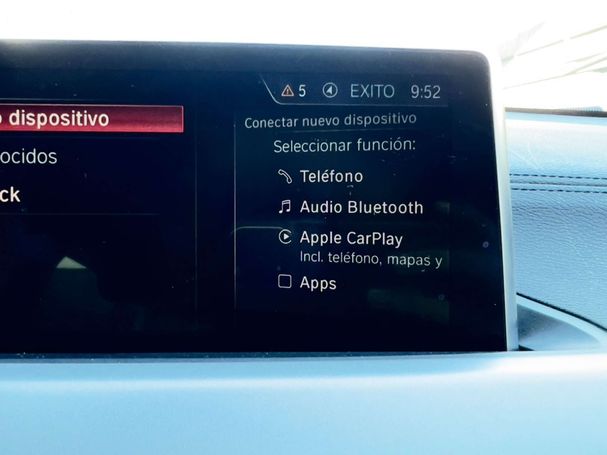 5 EXITO 9:52
o dispositivo
ocidos
ck
Conectar nuevo dispositivo
Seleccionar función:
Teléfono
Audio Bluetooth
Apple CarPlay
Incl. teléfono, mapas y
Apps